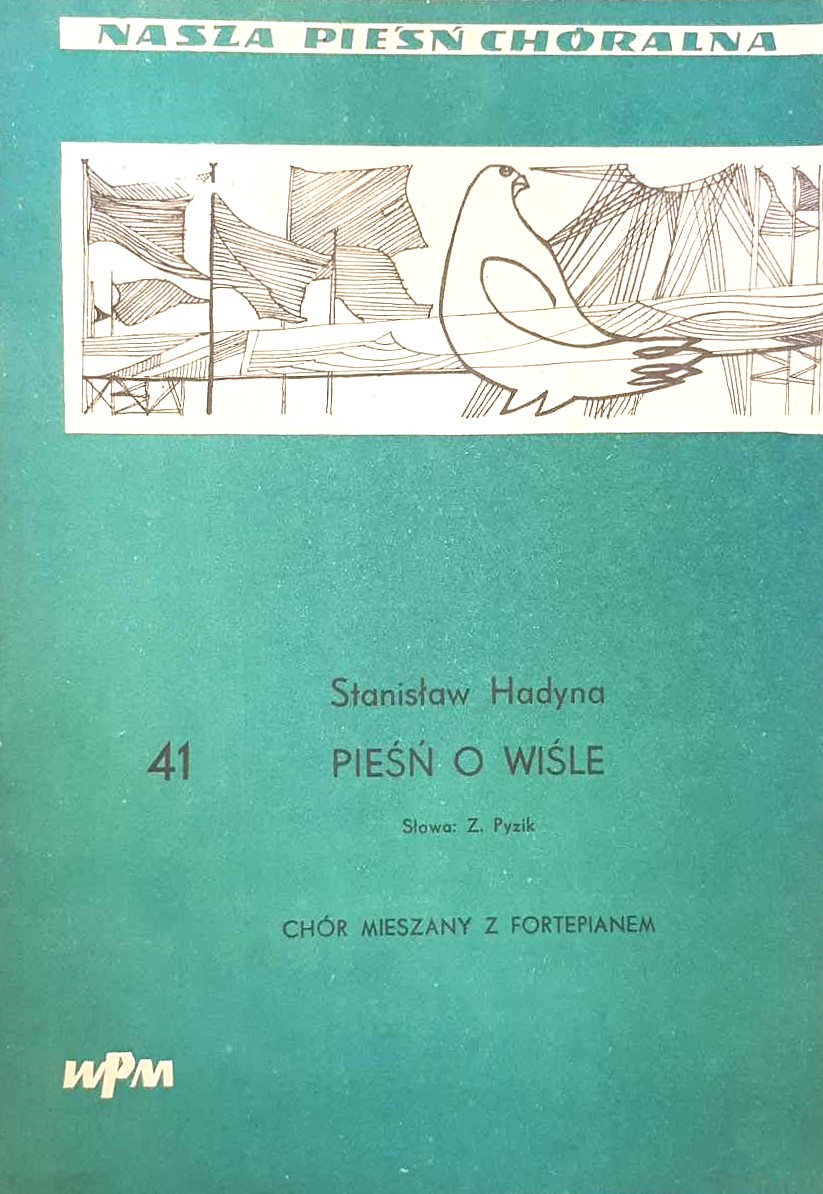 NASZA PIEŚŃ CHÓRALNA
Stanisław Hadyna
41 PIEŚŃ O WIŚLE
Słowa: Z. Pyzik
CHÓR MIESZANY Z FORTEPIANEM
WPM